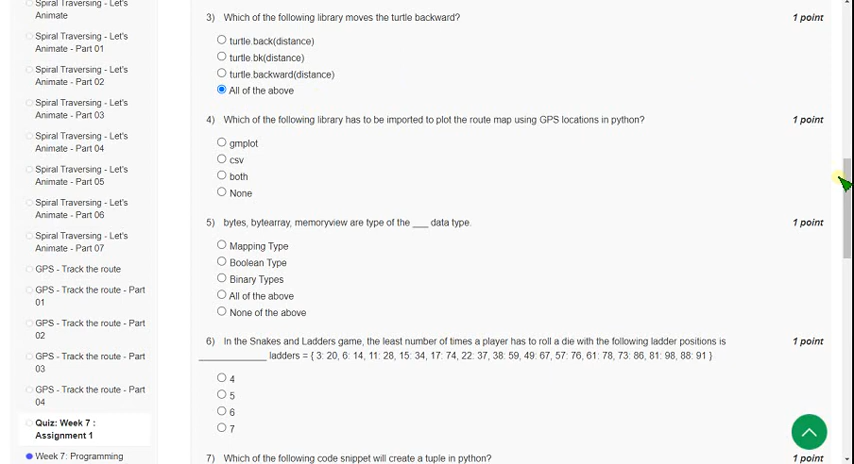 Spiral Traversing - Let's
Animate
Spiral Traversing - Let's
Animate - Part 01
Spiral Traversing - Let's
Animate - Part 02
Spiral Traversing - Let's
Animate - Part 03
Spiral Traversing - Let's
Animate - Part 04
Spiral Traversing - Let's
Animate - Part 05
Spiral Traversing - Let's
Animate - Part 06
Spiral Traversing - Let's
Animate - Part 07
GPS - Track the route
GPS - Track the route - Part
01
GPS - Track the route - Part
02
GPS - Track the route - Part
03
GPS - Track the route - Part
04
Quiz: Week 7 :
Assignment 1
Week 7: Programming
3) Which of the following library moves the turtle backward? 1 point
turtle.back(distance)
turtle.bk(distance)
turtle.backward(distance)
All of the above
4) Which of the following library has to be imported to plot the route map using GPS locations in python? 1 point
gmplot
csv
both
None
5) bytes, bytearray, memoryview are type of the ___ data type. 1 point
Mapping Type
Boolean Type
Binary Types
All of the above
None of the above
6) In the Snakes and Ladders game, the least number of times a player has to roll a die with the following ladder positions is 1 point
___________ ladders = { 3: 20, 6: 14, 11: 28, 15: 34, 17: 74, 22: 37, 38: 59, 49: 67, 57: 76, 61: 78, 73: 86, 81: 98, 88: 91 }
4
5
6
7
7) Which of the following code snippet will create a tuple in python? 1 point